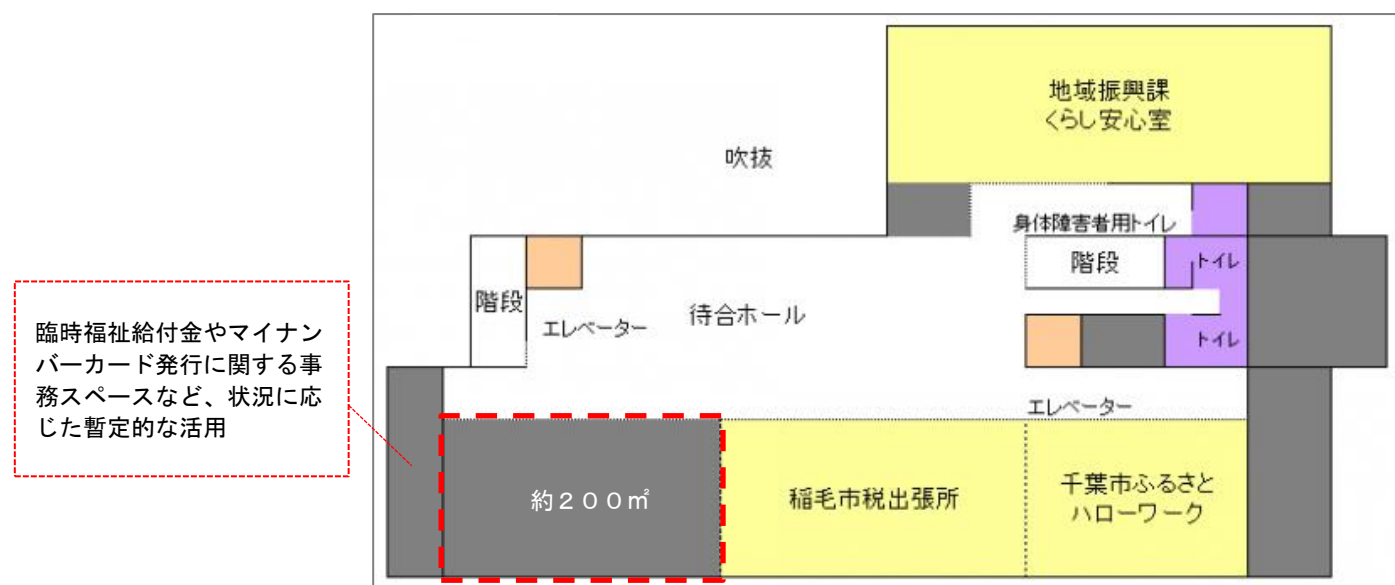 地域振興課
くらし安心室
吹抜
身体障害者用トイレ
階段
トイレ
階段
エレベーター
待合ホール
トイレ
臨時福祉給付金やマイナン
バーカード発行に関する事
務スペースなど、状況に応
じた暫定的な活用
エレベーター
約２００㎡
稲毛市税出張所
千葉市ふるさと
ハローワーク